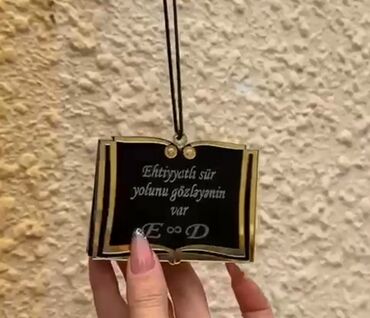 Ehtiyyatlı sür
yolunu gözləyənin
var
E ∞ D